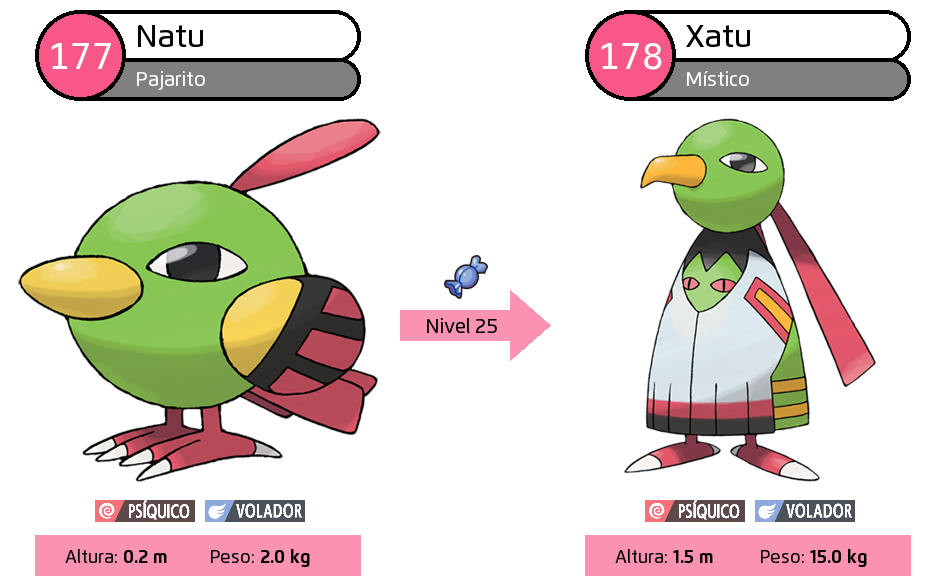 177
Natu
Pajarito
178
Xatu
Místico
Nivel 25
PSÍQUICO VOLADOR
Altura: 0.2 m Peso: 2.0 kg
PSÍQUICO VOLADOR
Altura: 1.5 m Peso: 15.0 kg